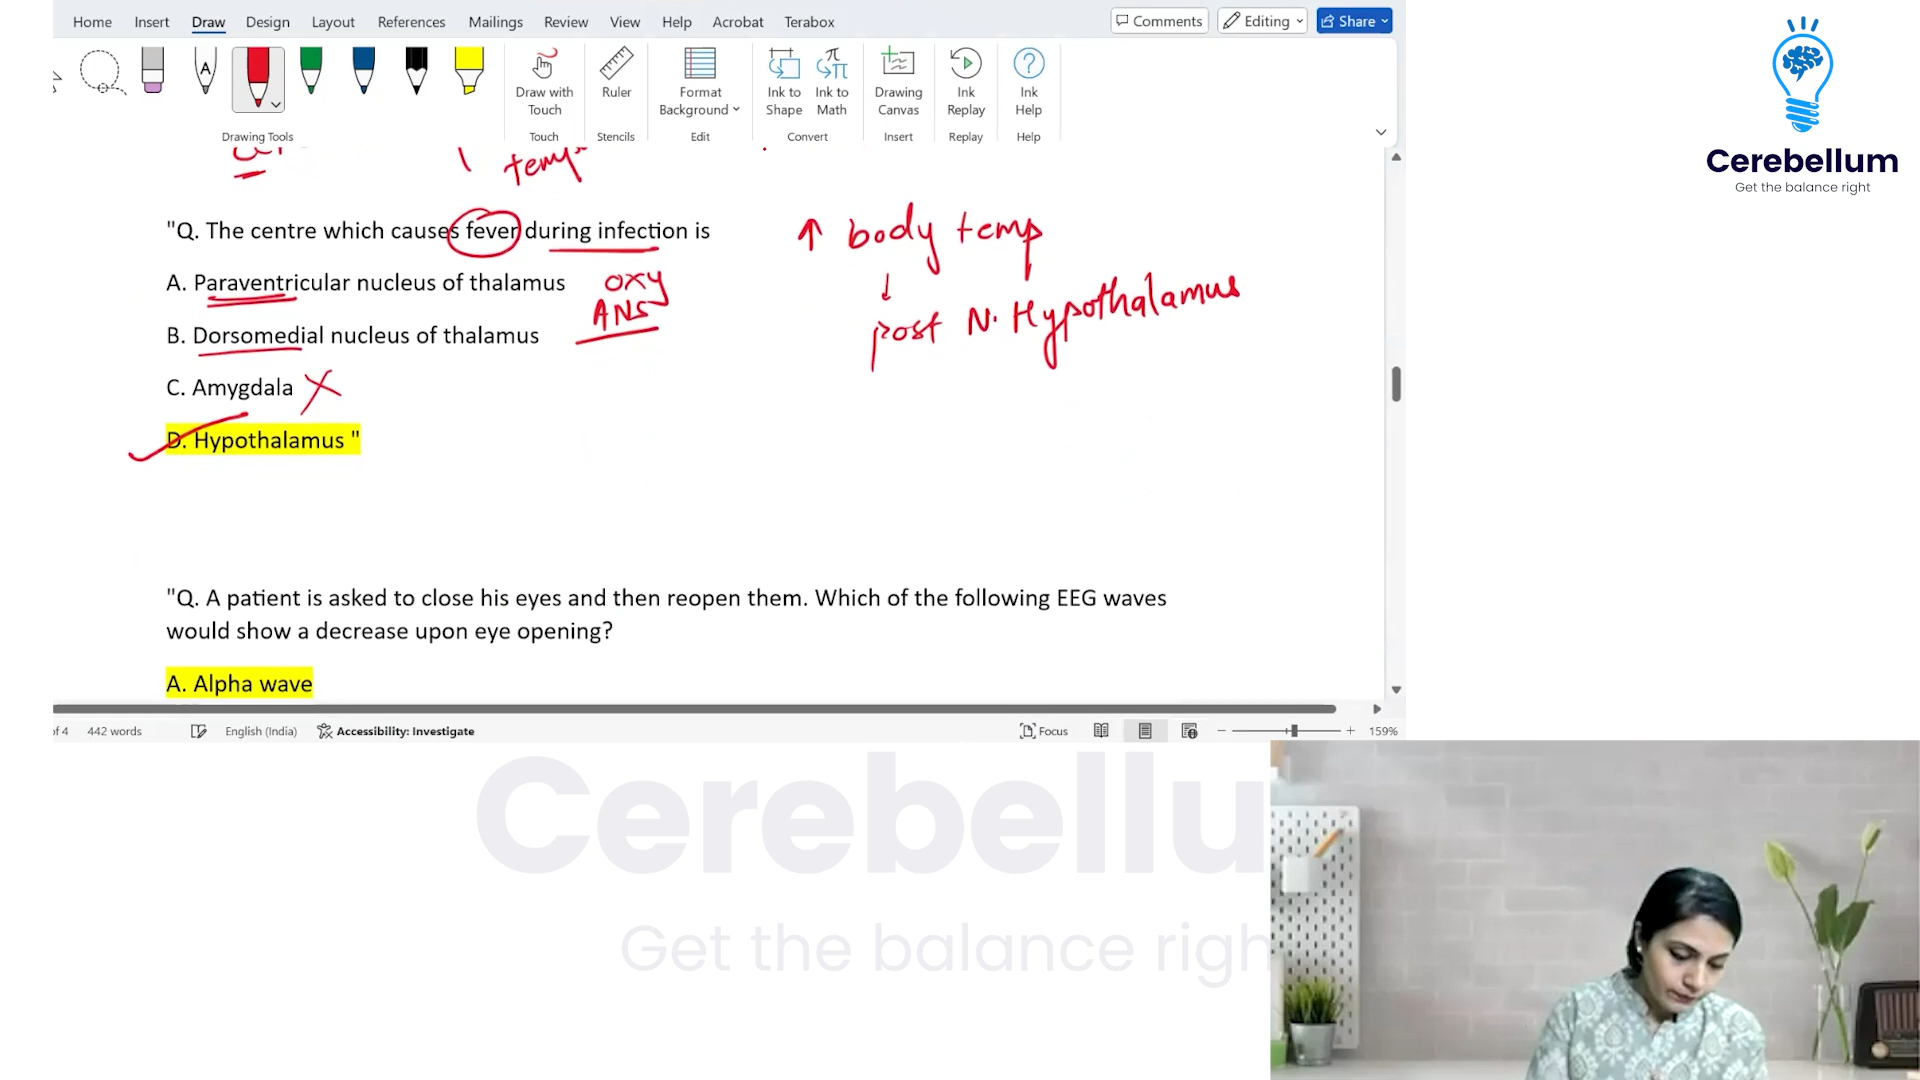 Home Insert Draw Design Layout References Mailings Review View Help Acrobat Terabox
Comments Editing Share
A
Draw with Touch
Ruler
Format Background
Ink to Shape
Ink to Math
Drawing Canvas
Ink Replay
Ink Help
Drawing Tools Touch Stencils Edit Convert Insert Replay Help
Cerebellum
Get the balance right
temp
"Q. The centre which causes fever during infection is
↑ body temp
A. Paraventricular nucleus of thalamus
oxy
ANS
↓
post N. Hypothalamus
B. Dorsomedial nucleus of thalamus
C. Amygdala X
D. Hypothalamus "
"Q. A patient is asked to close his eyes and then reopen them. Which of the following EEG waves
would show a decrease upon eye opening?
A. Alpha wave
of 4 442 words English (India) Accessibility: Investigate Focus 159%
Cerebellu
Get the balance righ